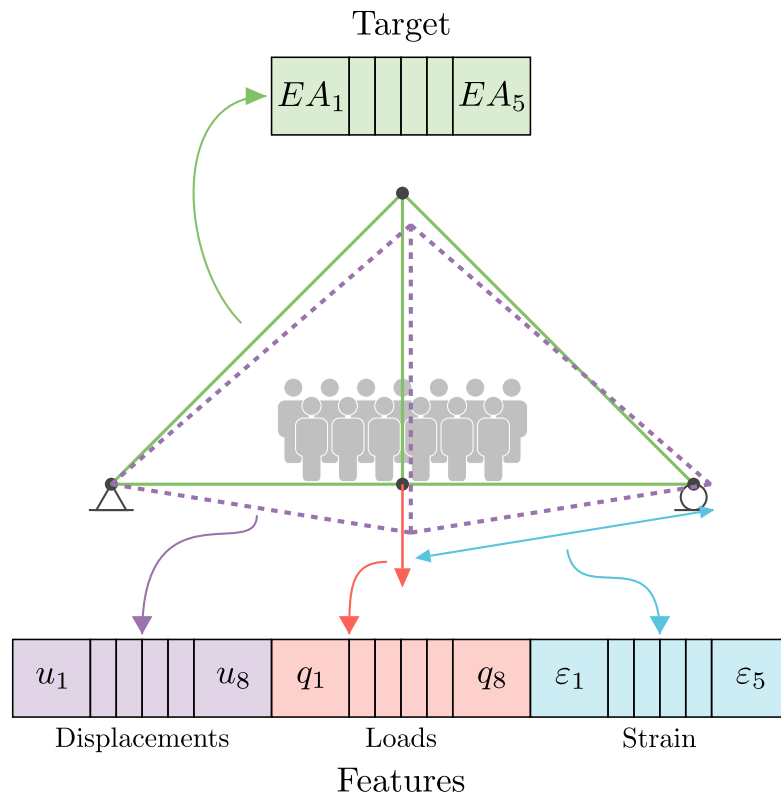 Target
EA₁ EA₅
u₁ u₈ q₁ q₈ ε₁ ε₅
Displacements Loads Strain
Features